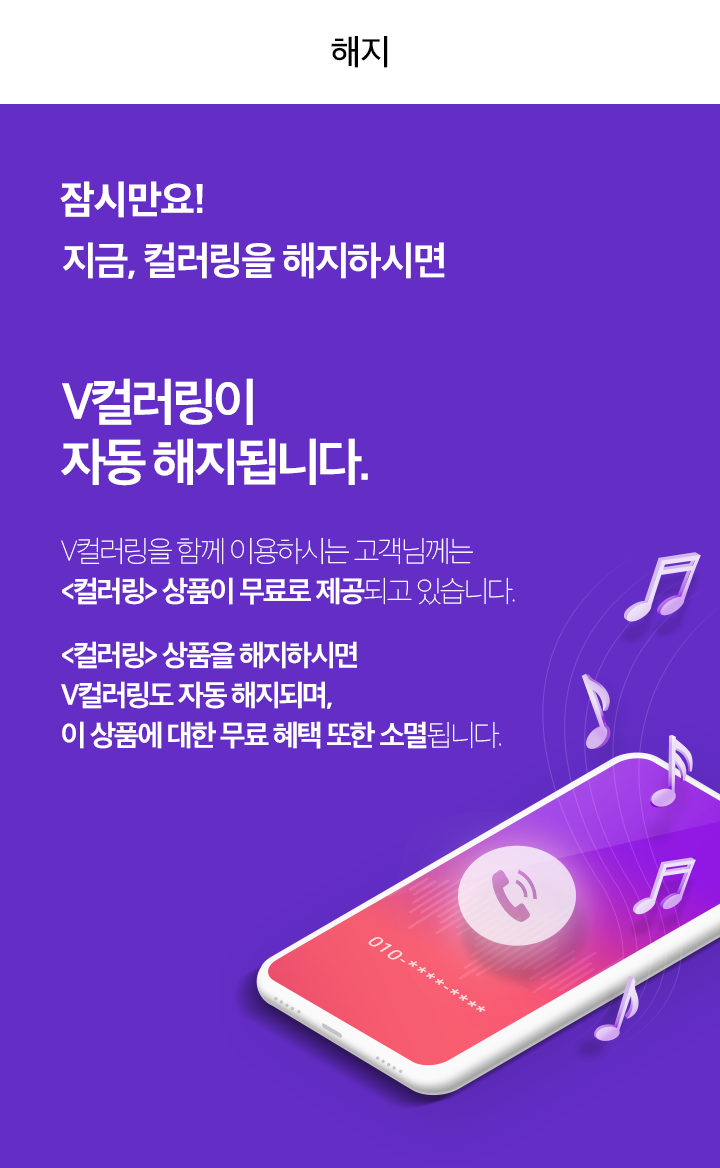 해지
잠시만요!
지금, 컬러링을 해지하시면
V컬러링이
자동 해지됩니다.
V컬러링을 함께 이용하시는 고객님께는
<컬러링> 상품이 무료로 제공되고 있습니다.
<컬러링> 상품을 해지하시면
V컬러링도 자동 해지되며,
이 상품에 대한 무료 혜택 또한 소멸됩니다.
010-****-****